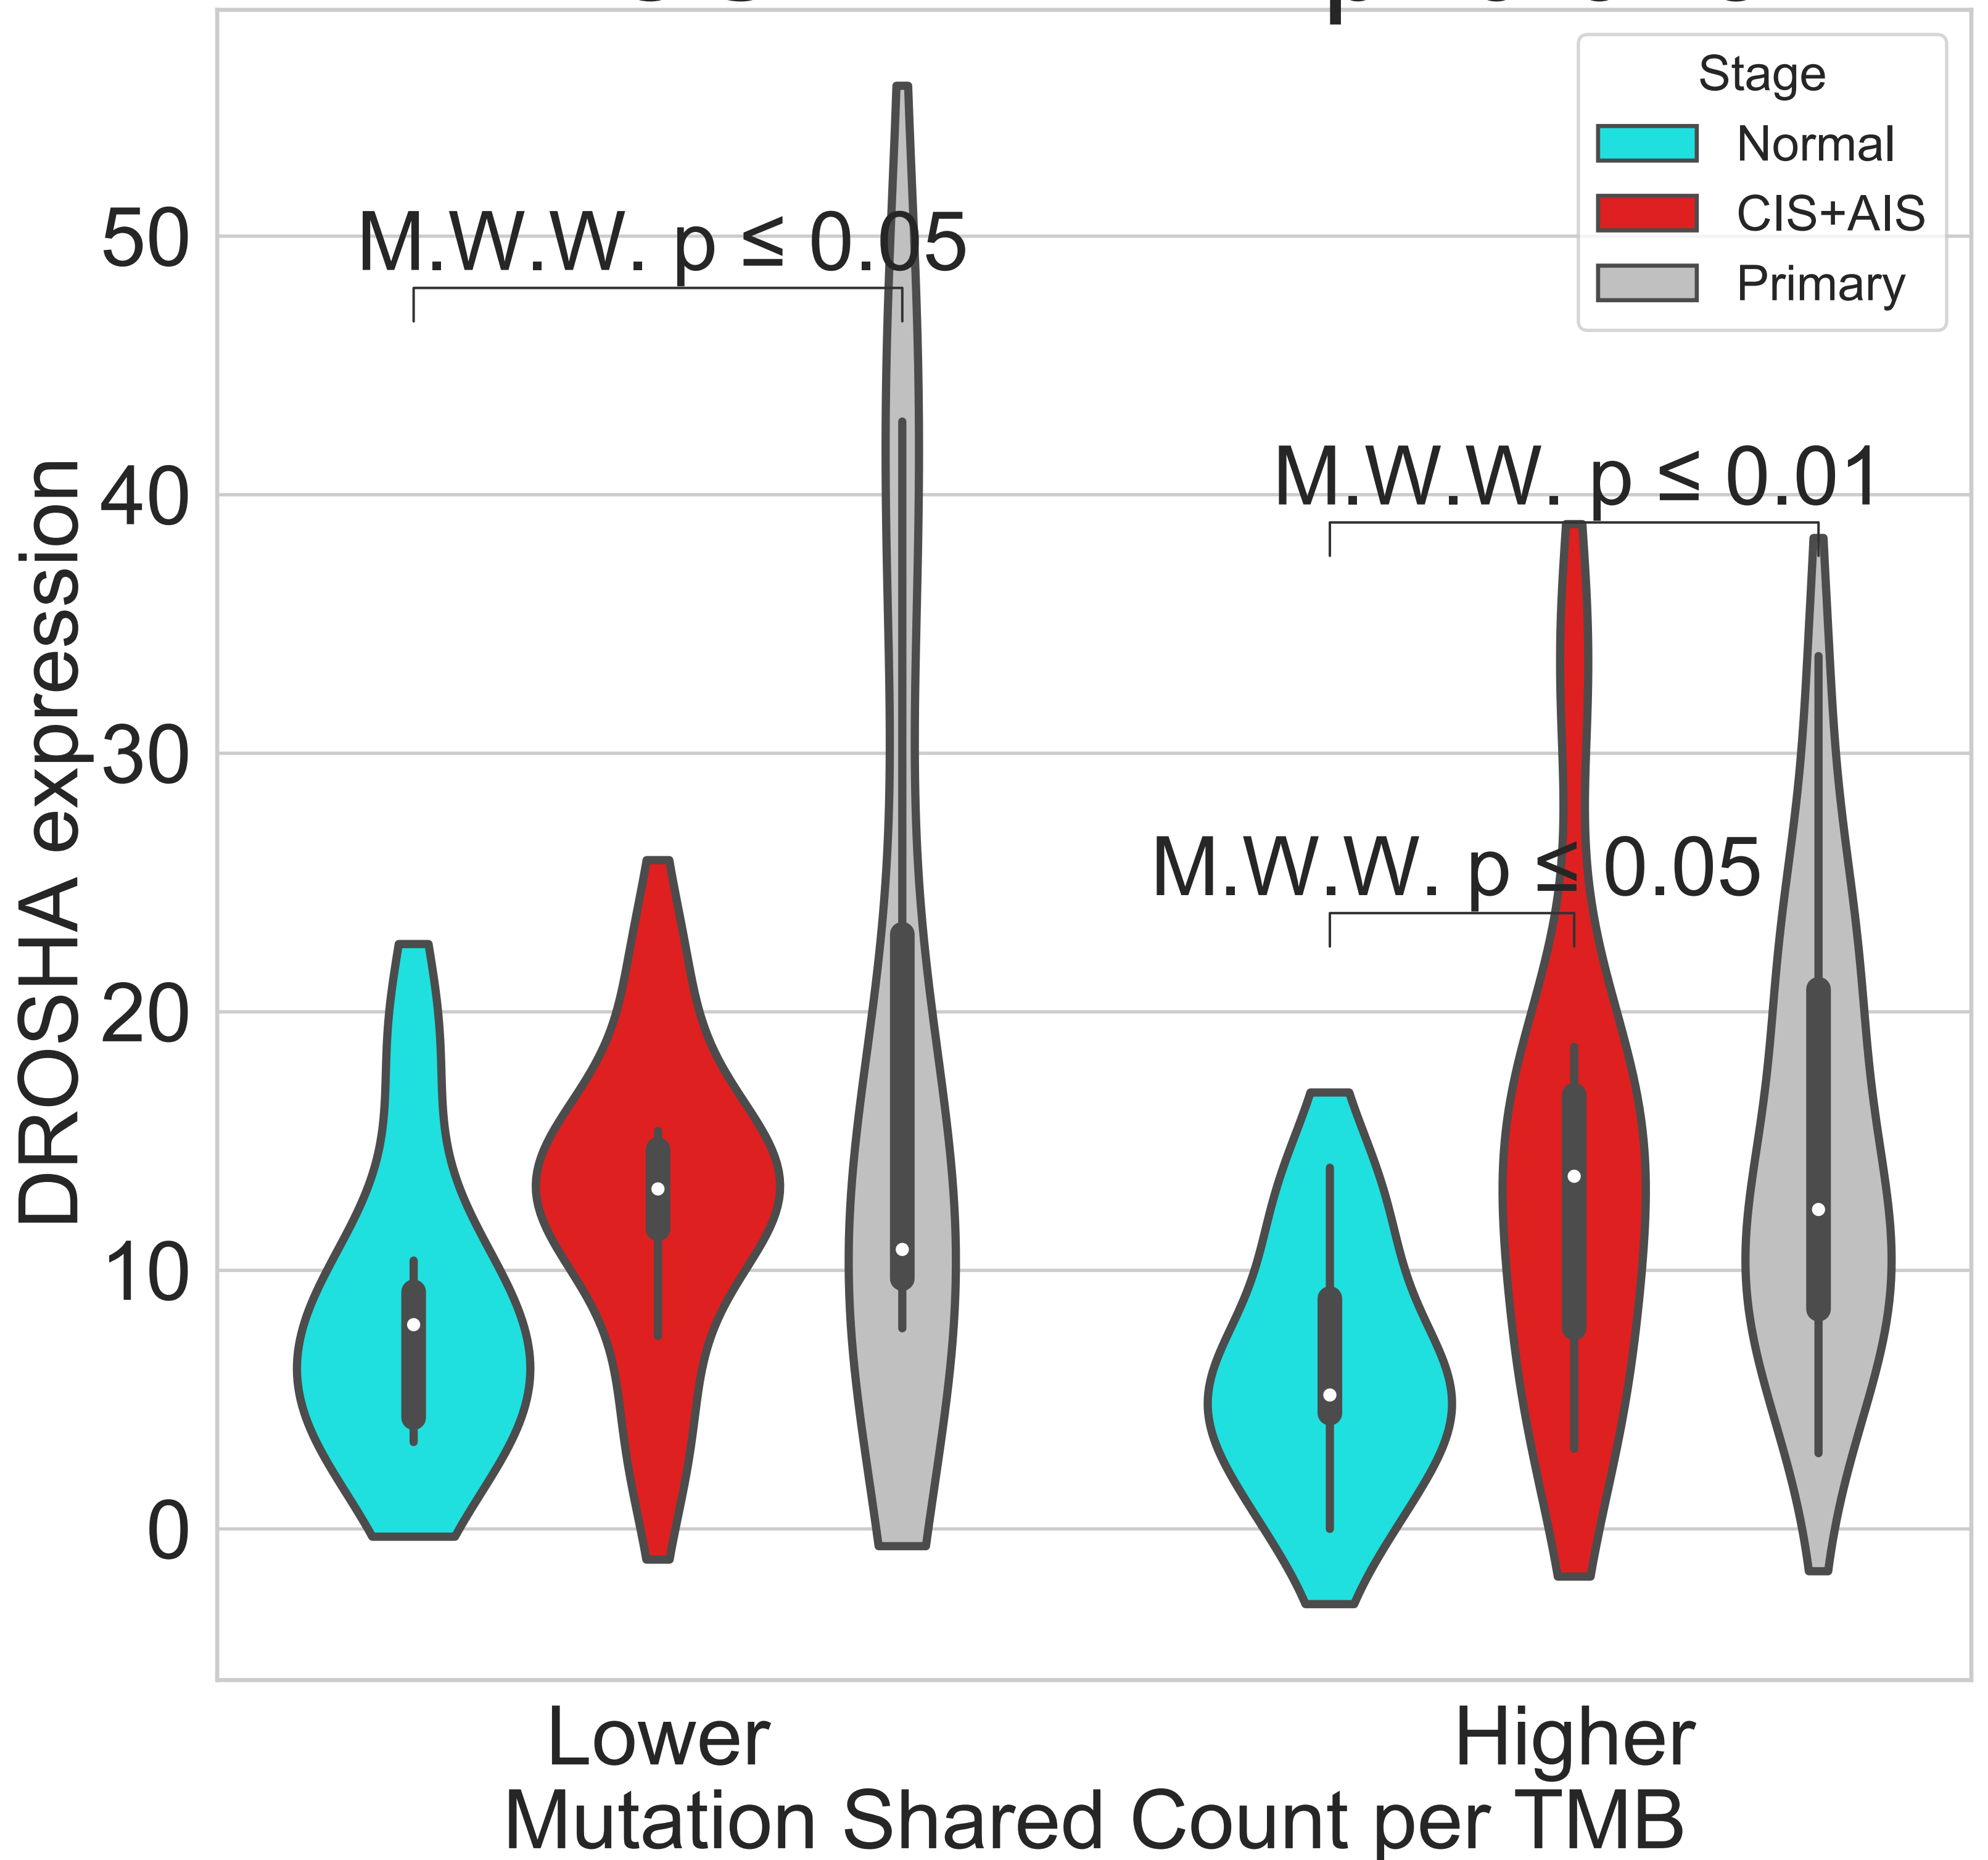 Stage
Normal
CIS+AIS
Primary
M.W.W. p ≤ 0.05
M.W.W. p ≤ 0.01
M.W.W. p ≤ 0.05
50
40
30
20
10
0
DROSHA expression
Lower
Higher
Mutation Shared Count per TMB